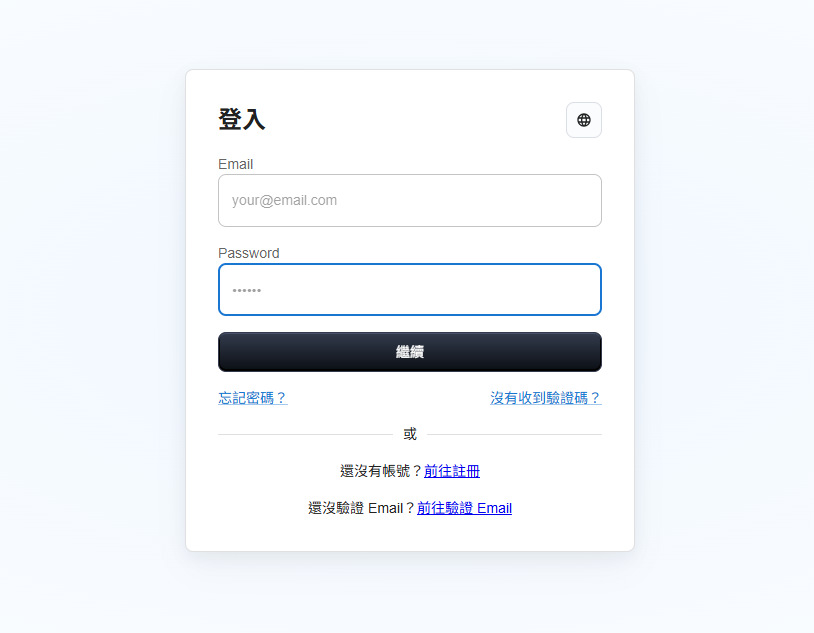 登入
Email
your@email.com
Password
••••••
繼續
忘記密碼？ 沒有收到驗證碼？
或
還沒有帳號？前往註冊
還沒驗證 Email？前往驗證 Email